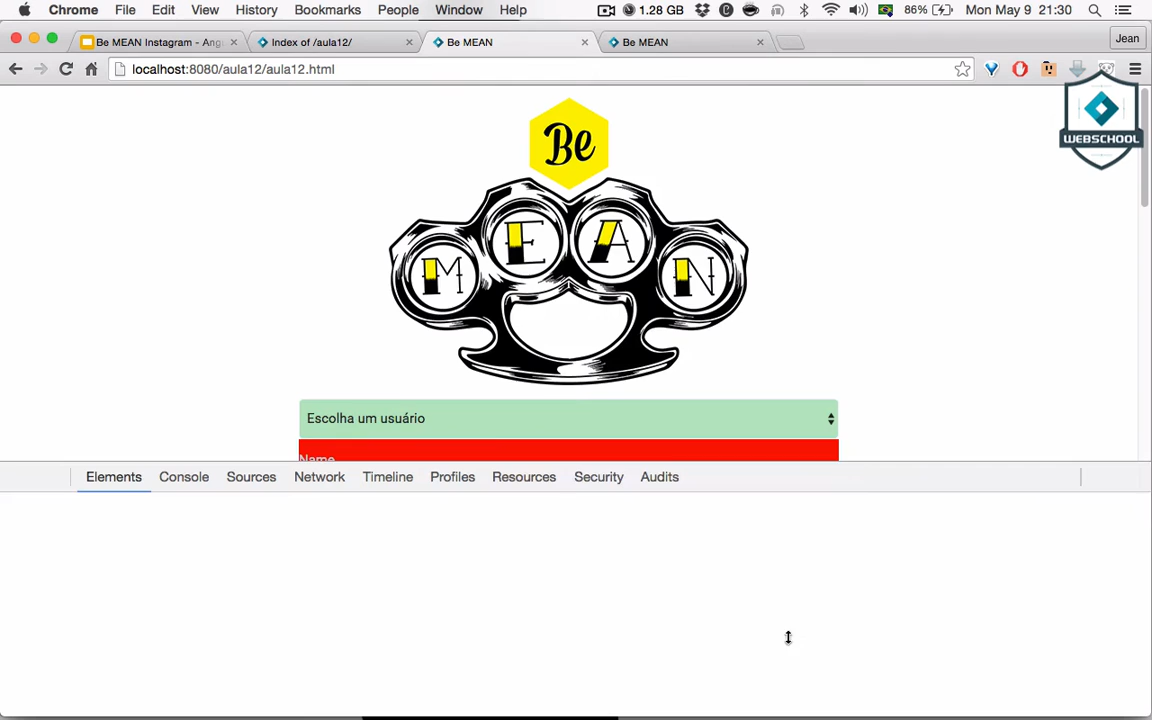 Chrome File Edit View History Bookmarks People Window Help 1.28 GB 86% Mon May 9 21:30
Be MEAN Instagram - Ang Index of /aula12/ Be MEAN Be MEAN Jean
localhost:8080/aula12/aula12.html
WEBSCHOOL
Be
M E A N
Escolha um usuário
Name
Elements Console Sources Network Timeline Profiles Resources Security Audits